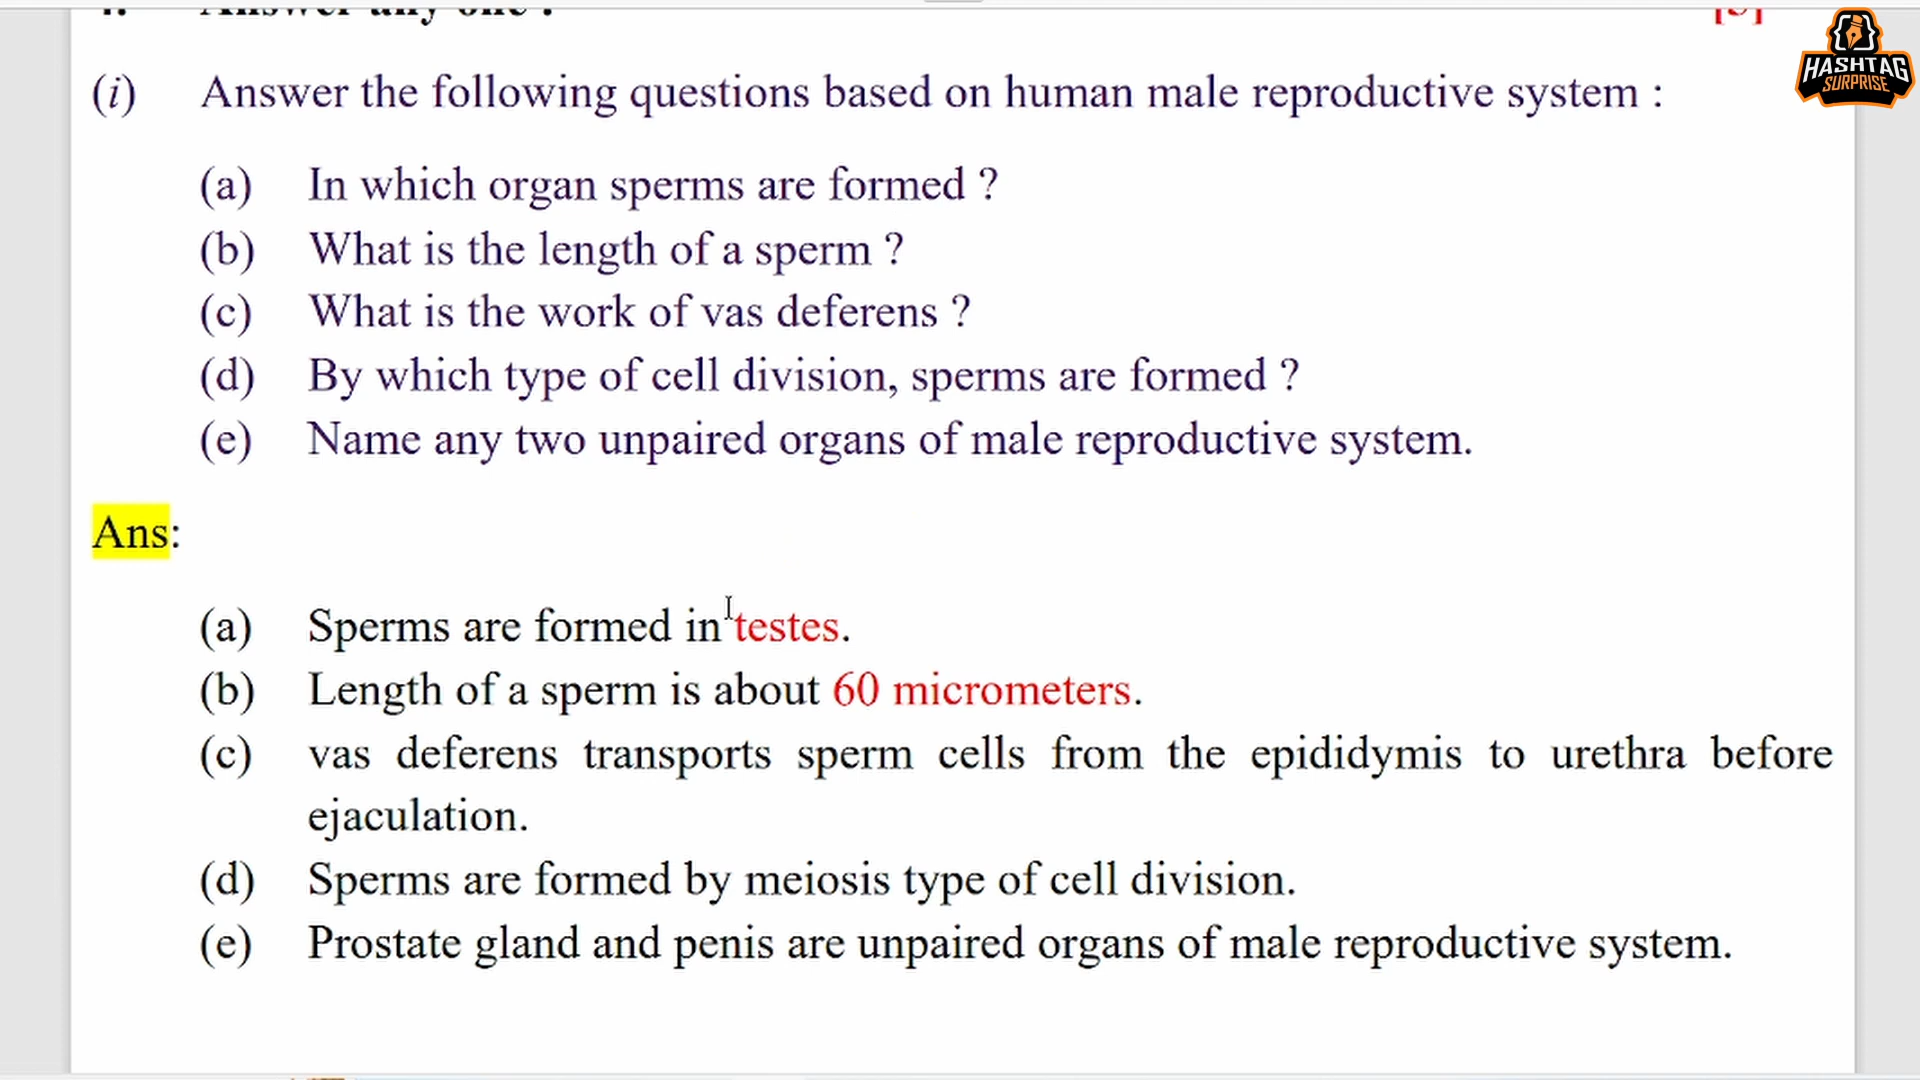 Answer any one :
(i) Answer the following questions based on human male reproductive system :
(a) In which organ sperms are formed ?
(b) What is the length of a sperm ?
(c) What is the work of vas deferens ?
(d) By which type of cell division, sperms are formed ?
(e) Name any two unpaired organs of male reproductive system.
Ans:
(a) Sperms are formed in testes.
(b) Length of a sperm is about 60 micrometers.
(c) vas deferens transports sperm cells from the epididymis to urethra before
ejaculation.
(d) Sperms are formed by meiosis type of cell division.
(e) Prostate gland and penis are unpaired organs of male reproductive system.
HASHTAG
SURPRISE